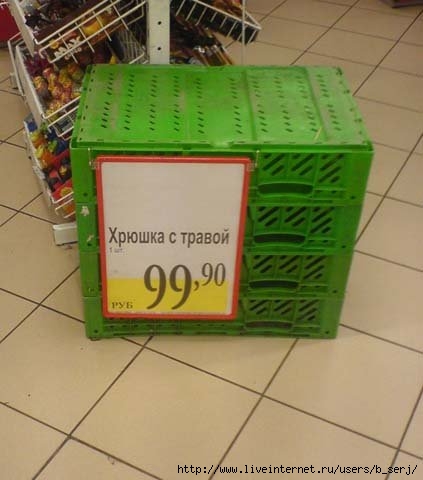 Хрюшка с травой
1 шт.
99,90
РУБ
http://www.liveinternet.ru/users/b_serj/